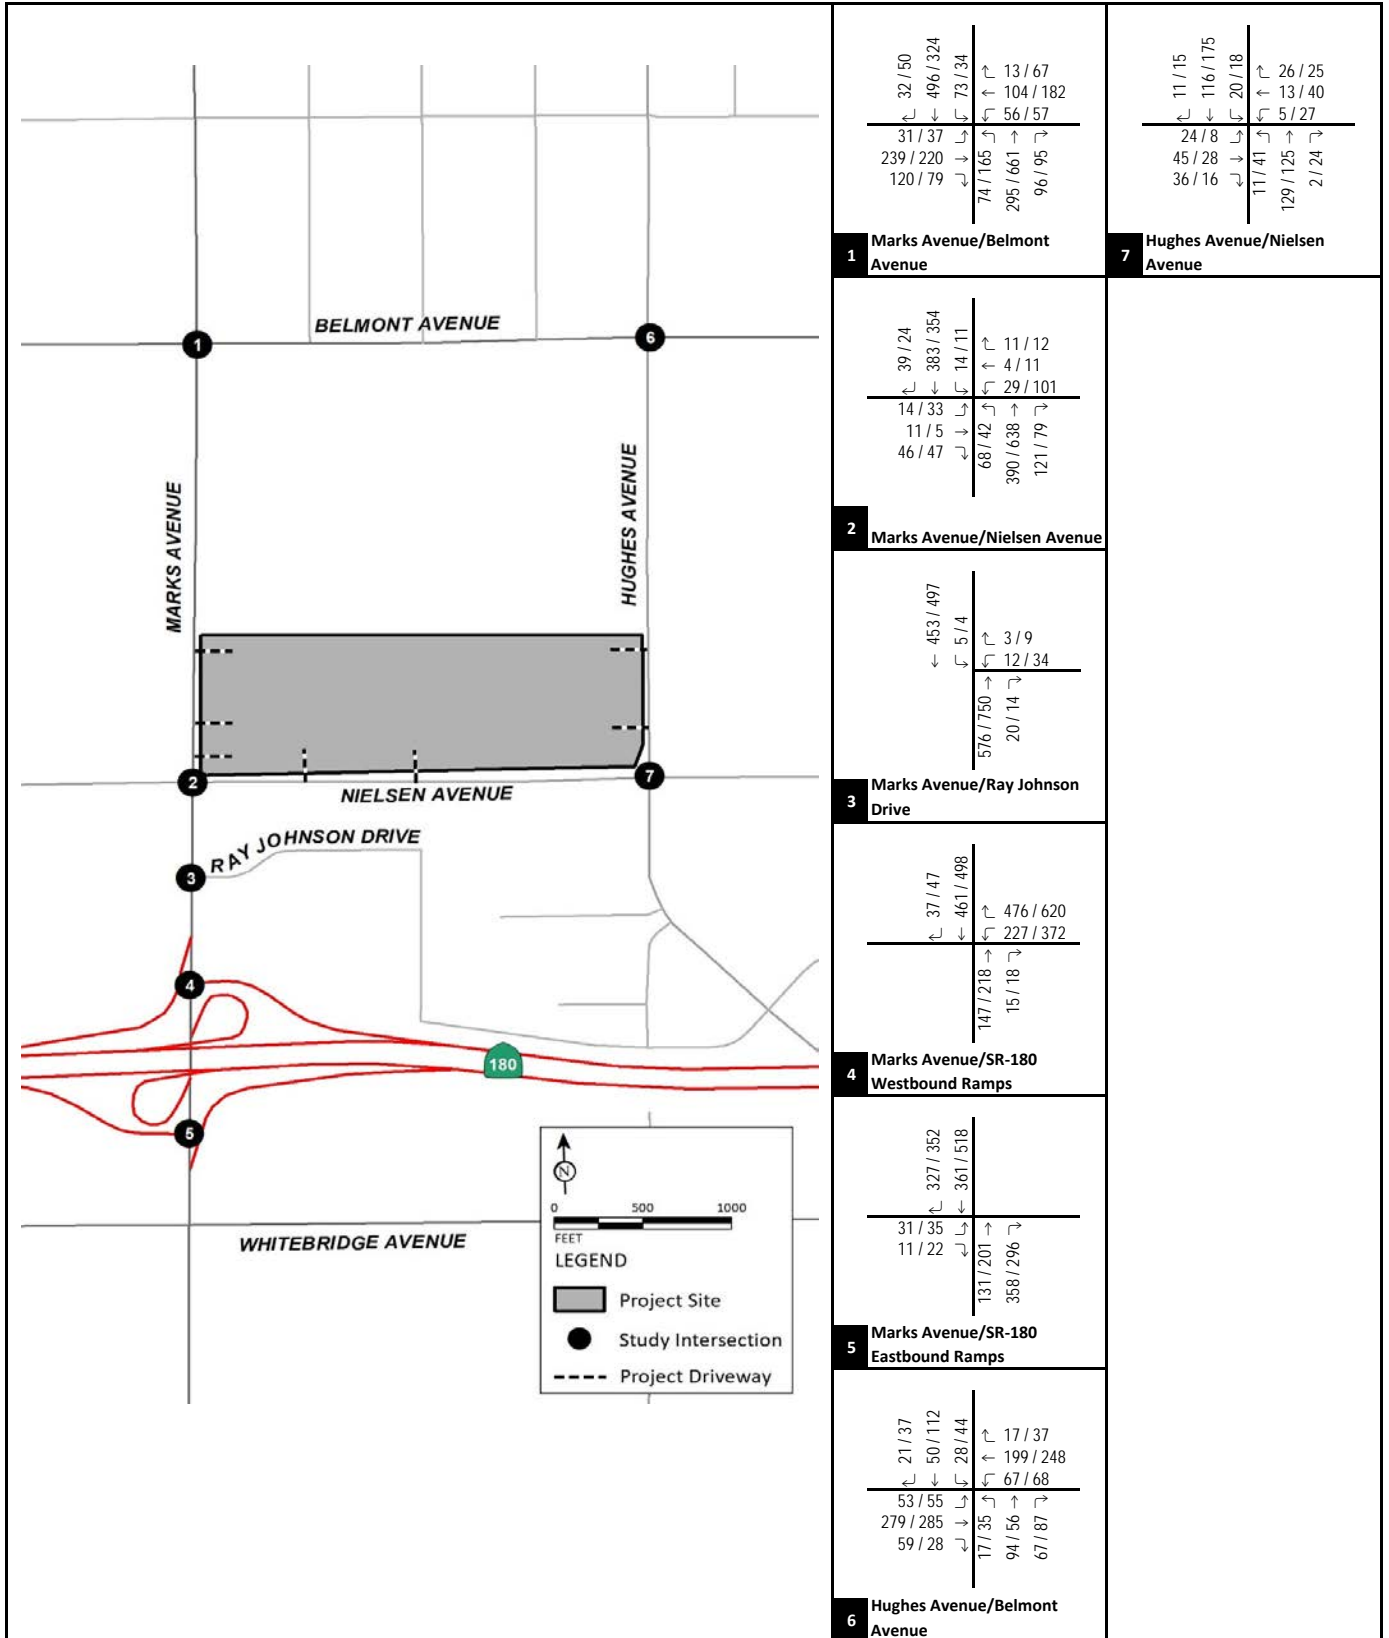 BELMONT AVENUE
MARKS AVENUE
HUGHES AVENUE
NIELSEN AVENUE
RAY JOHNSON DRIVE
WHITEBRIDGE AVENUE
1
6
2
7
3
4
5
180
N
0 500 1000
FEET
LEGEND
Project Site
Study Intersection
Project Driveway
32 / 50
496 / 324
73 / 34
13 / 67
104 / 182
56 / 57
31 / 37
239 / 220
120 / 79
74 / 165
295 / 661
96 / 95
1 Marks Avenue/Belmont
Avenue
11 / 15
116 / 175
20 / 18
26 / 25
13 / 40
5 / 27
24 / 8
45 / 28
36 / 16
11 / 41
129 / 125
2 / 24
7 Hughes Avenue/Nielsen
Avenue
39 / 24
383 / 354
14 / 11
11 / 12
4 / 11
29 / 101
14 / 33
11 / 5
46 / 47
68 / 42
390 / 638
121 / 79
2 Marks Avenue/Nielsen Avenue
453 / 497
5 / 4
3 / 9
12 / 34
576 / 750
20 / 14
3 Marks Avenue/Ray Johnson
Drive
37 / 47
461 / 498
476 / 620
227 / 372
147 / 218
15 / 18
4 Marks Avenue/SR-180
Westbound Ramps
327 / 352
361 / 518
31 / 35
11 / 22
131 / 201
358 / 296
5 Marks Avenue/SR-180
Eastbound Ramps
21 / 37
50 / 112
28 / 44
17 / 37
199 / 248
67 / 68
53 / 55
279 / 285
59 / 28
17 / 35
94 / 56
67 / 87
6 Hughes Avenue/Belmont
Avenue